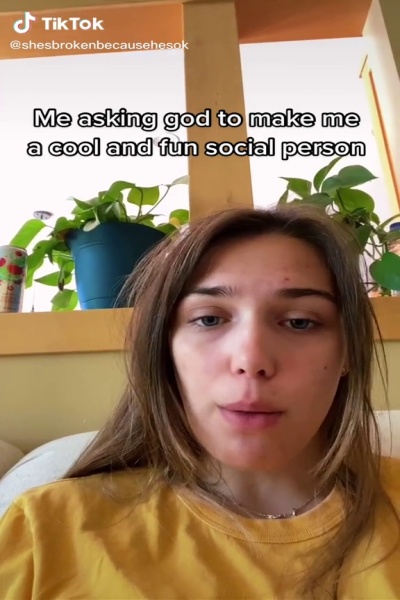 TikTok
@shesbrokenbecausehesok
Me asking god to make me
a cool and fun social person